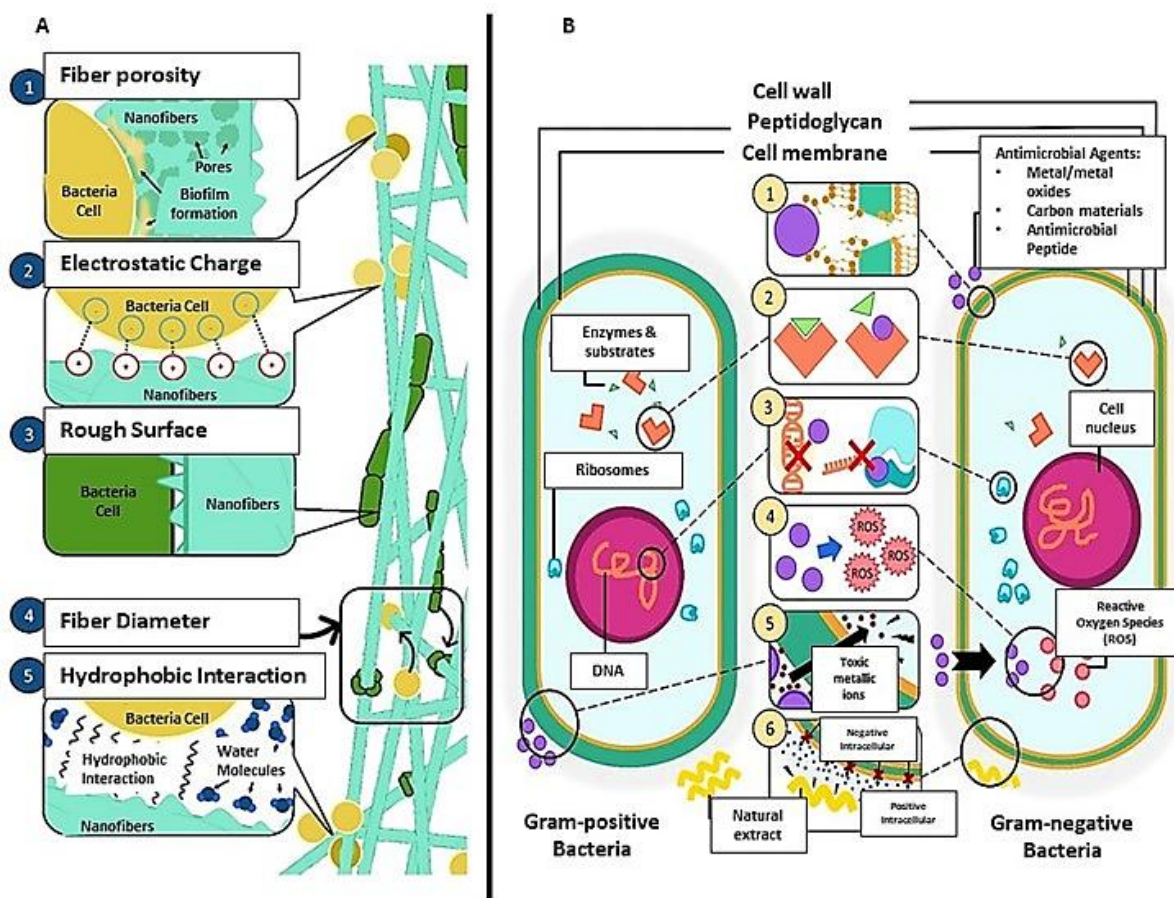 A
1
Fiber porosity
Nanofibers
Pores
Bacteria
Cell
Biofilm
formation
2
Electrostatic Charge
Bacteria Cell
+ + + + +
Nanofibers
3
Rough Surface
Bacteria
Cell
Nanofibers
4
Fiber Diameter
5
Hydrophobic Interaction
Bacteria Cell
Hydrophobic
Interaction
Water
Molecules
Nanofibers
B
Cell wall
Peptidoglycan
Cell membrane
Antimicrobial Agents:
• Metal/metal
oxides
• Carbon materials
• Antimicrobial
Peptide
1
2
3
4
ROS
ROS
ROS
5
Toxic
metallic
ions
6
Negative
Intracellular
Positive
Intracellular
Enzymes &
substrates
Ribosomes
DNA
Cell
nucleus
Reactive
Oxygen Species
(ROS)
Natural
extract
Gram-positive
Bacteria
Gram-negative
Bacteria